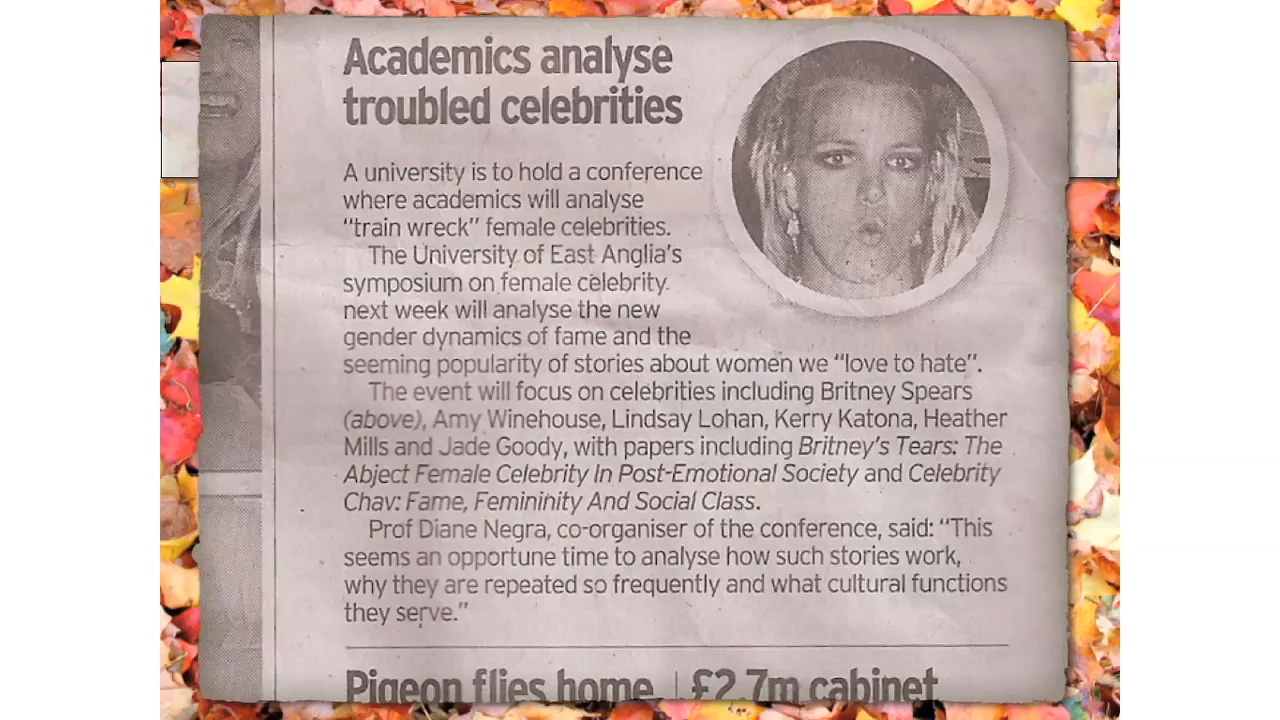 Academics analyse
troubled celebrities
A university is to hold a conference
where academics will analyse
“train wreck” female celebrities.
The University of East Anglia’s
symposium on female celebrity
next week will analyse the new
gender dynamics of fame and the
seeming popularity of stories about women we “love to hate”.
The event will focus on celebrities including Britney Spears
(above), Amy Winehouse, Lindsay Lohan, Kerry Katona, Heather
Mills and Jade Goody, with papers including Britney’s Tears: The
Abject Female Celebrity In Post-Emotional Society and Celebrity
Chav: Fame, Femininity And Social Class.
Prof Diane Negra, co-organiser of the conference, said: “This
seems an opportune time to analyse how such stories work,
why they are repeated so frequently and what cultural functions
they serve.”
Pigeon flies home
£2.7m cabinet